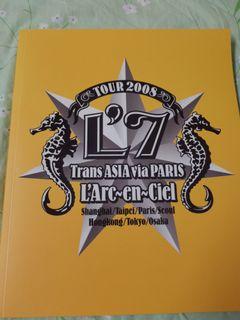 TOUR 2008
L'7
Trans ASIA via PARIS
L'Arc~en~Ciel
Shanghai/Taipei/Paris/Seoul
Hongkong/Tokyo/Osaka